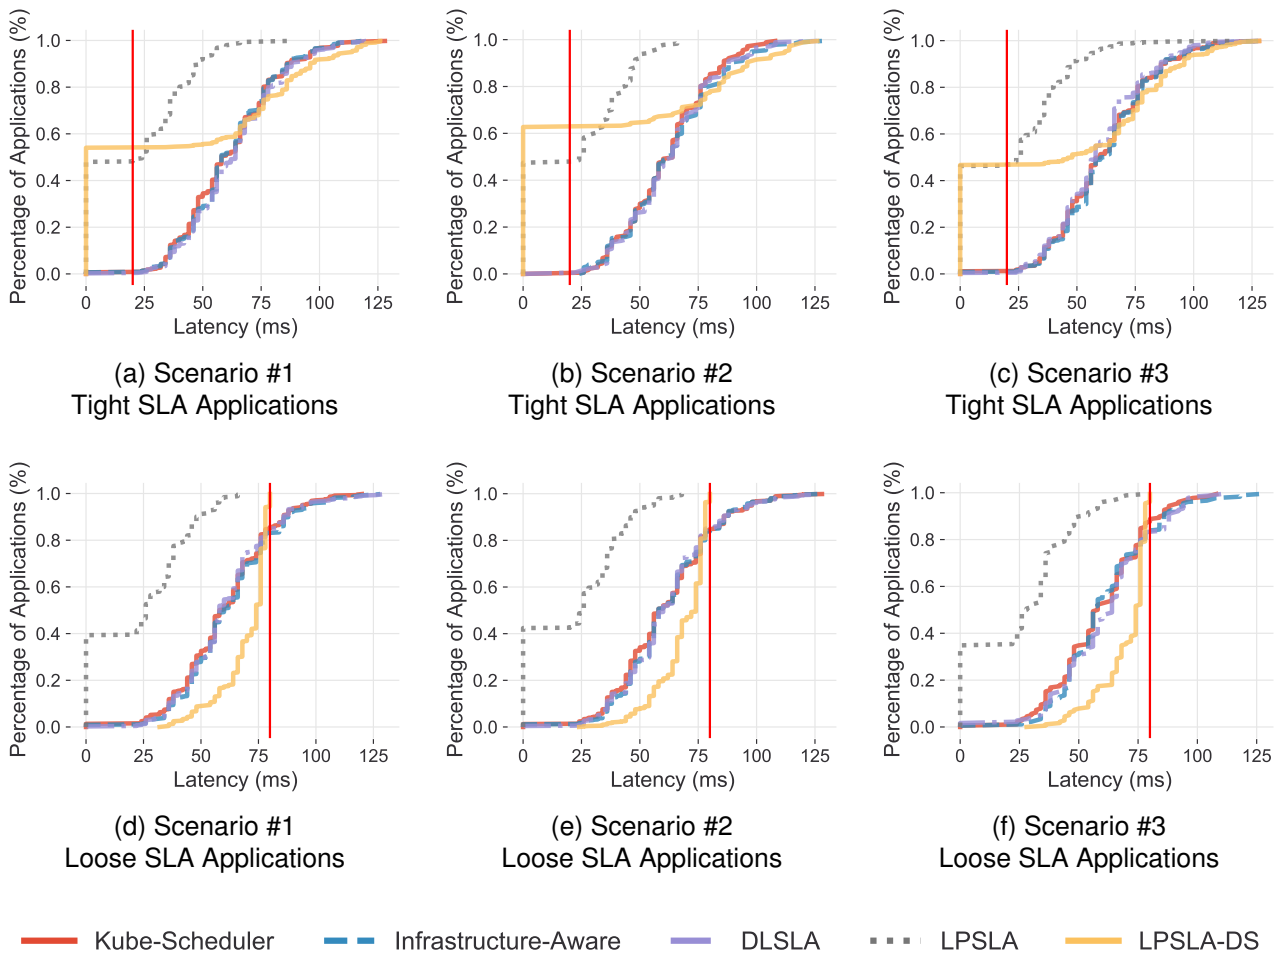 Percentage of Applications (%)
1.0
0.8
0.6
0.4
0.2
0.0
0 25 50 75 100 125
Latency (ms)
(a) Scenario #1
Tight SLA Applications
Percentage of Applications (%)
1.0
0.8
0.6
0.4
0.2
0.0
0 25 50 75 100 125
Latency (ms)
(b) Scenario #2
Tight SLA Applications
Percentage of Applications (%)
1.0
0.8
0.6
0.4
0.2
0.0
0 25 50 75 100 125
Latency (ms)
(c) Scenario #3
Tight SLA Applications
Percentage of Applications (%)
1.0
0.8
0.6
0.4
0.2
0.0
0 25 50 75 100 125
Latency (ms)
(d) Scenario #1
Loose SLA Applications
Percentage of Applications (%)
1.0
0.8
0.6
0.4
0.2
0.0
0 25 50 75 100 125
Latency (ms)
(e) Scenario #2
Loose SLA Applications
Percentage of Applications (%)
1.0
0.8
0.6
0.4
0.2
0.0
0 25 50 75 100 125
Latency (ms)
(f) Scenario #3
Loose SLA Applications
Kube-Scheduler Infrastructure-Aware DLSLA LPSLA LPSLA-DS